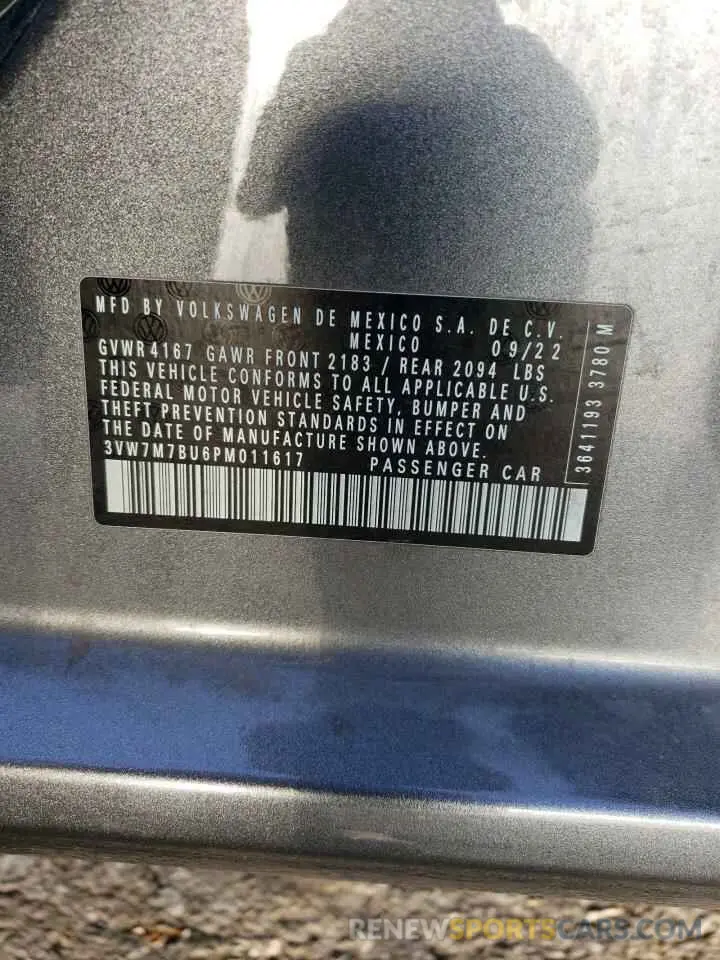 MFD BY VOLKSWAGEN DE MEXICO S.A. DE C.V.
MEXICO 09/22
GVWR 4167 GAWR FRONT 2183 / REAR 2094 LBS
THIS VEHICLE CONFORMS TO ALL APPLICABLE U.S.
FEDERAL MOTOR VEHICLE SAFETY, BUMPER AND
THEFT PREVENTION STANDARDS IN EFFECT ON
THE DATE OF MANUFACTURE SHOWN ABOVE.
3VW7M7BU6PM011617 PASSENGER CAR
3641193 3780 M
RENEWSPORTSCARS.COM